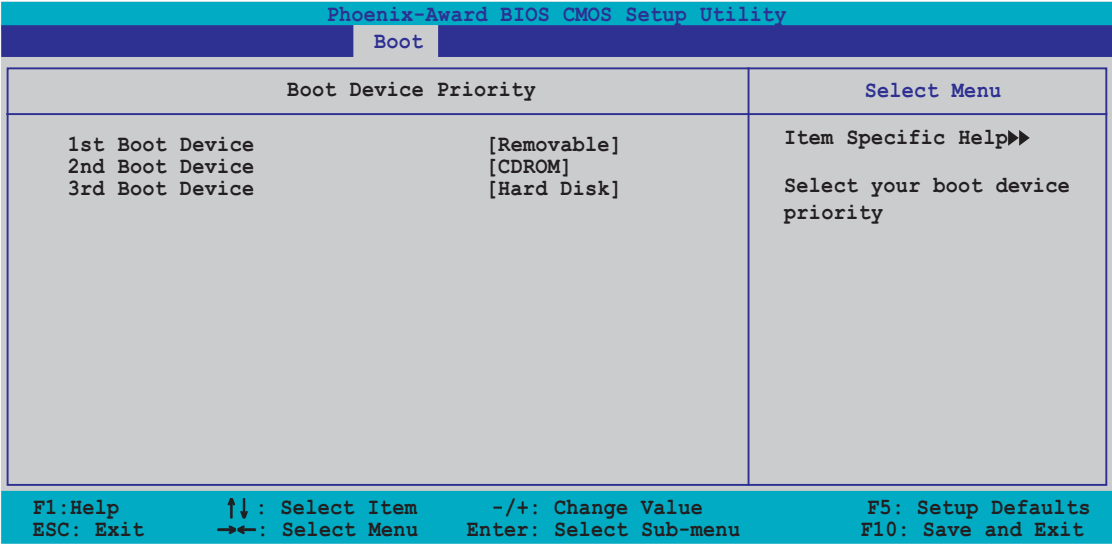 Phoenix-Award BIOS CMOS Setup Utility
Boot
Boot Device Priority
Select Menu
1st Boot Device [Removable]
2nd Boot Device [CDROM]
3rd Boot Device [Hard Disk]
Item Specific Help▶▶
Select your boot device
priority
F1:Help ↑↓: Select Item -/+: Change Value F5: Setup Defaults
ESC: Exit →←: Select Menu Enter: Select Sub-menu F10: Save and Exit